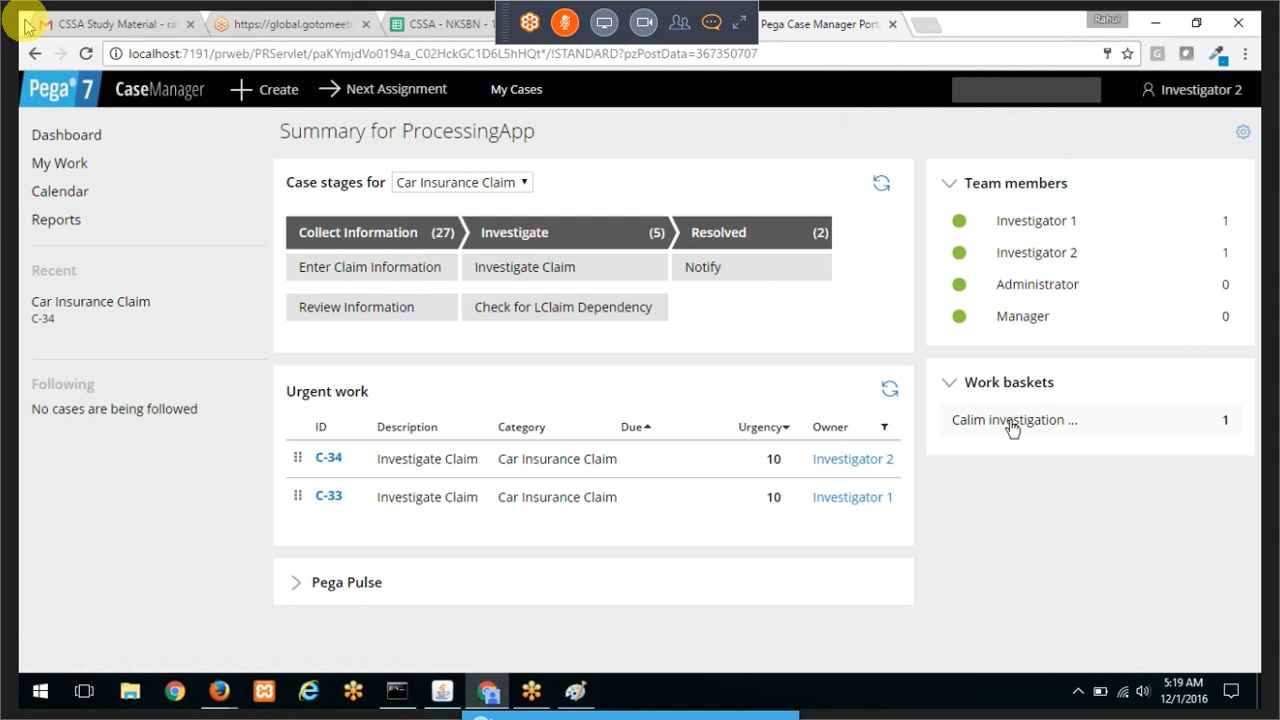 CSSA Study Material - ra
https://global.gotomeeti
CSSA - NKSBN - 1
Pega Case Manager Port
Rahul
localhost:7191/prweb/PRServlet/paKYmjdVo0194a_C02HckGC1D6L5hHQt*/!STANDARD?pzPostData=367350707
Pega 7 CaseManager Create Next Assignment My Cases Investigator 2
Dashboard
My Work
Calendar
Reports
Recent
Car Insurance Claim
C-34
Following
No cases are being followed
Summary for ProcessingApp
Case stages for Car Insurance Claim
Collect Information (27) Investigate (5) Resolved (2)
Enter Claim Information Investigate Claim Notify
Review Information Check for LClaim Dependency
Urgent work
ID Description Category Due Urgency Owner
C-34 Investigate Claim Car Insurance Claim 10 Investigator 2
C-33 Investigate Claim Car Insurance Claim 10 Investigator 1
Pega Pulse
Team members
Investigator 1 1
Investigator 2 1
Administrator 0
Manager 0
Work baskets
Calim investigation ... 1
5:19 AM
12/1/2016